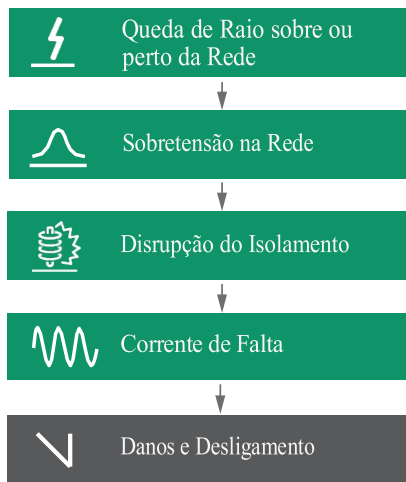 Queda de Raio sobre ou
perto da Rede
Sobretensão na Rede
Disrupção do Isolamento
Corrente de Falta
Danos e Desligamento